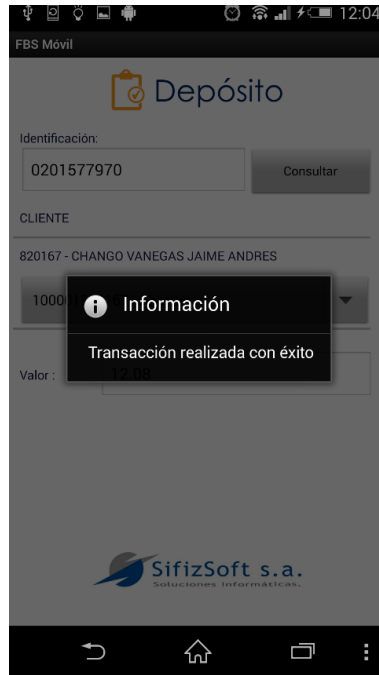 12:04
FBS Móvil
Depósito
Identificación:
0201577970
Consultar
CLIENTE
820167 - CHANGO VANEGAS JAIME ANDRES
Información
Transacción realizada con éxito
Valor :
12.08
SifizSoft s.a.
Soluciones Informáticas.